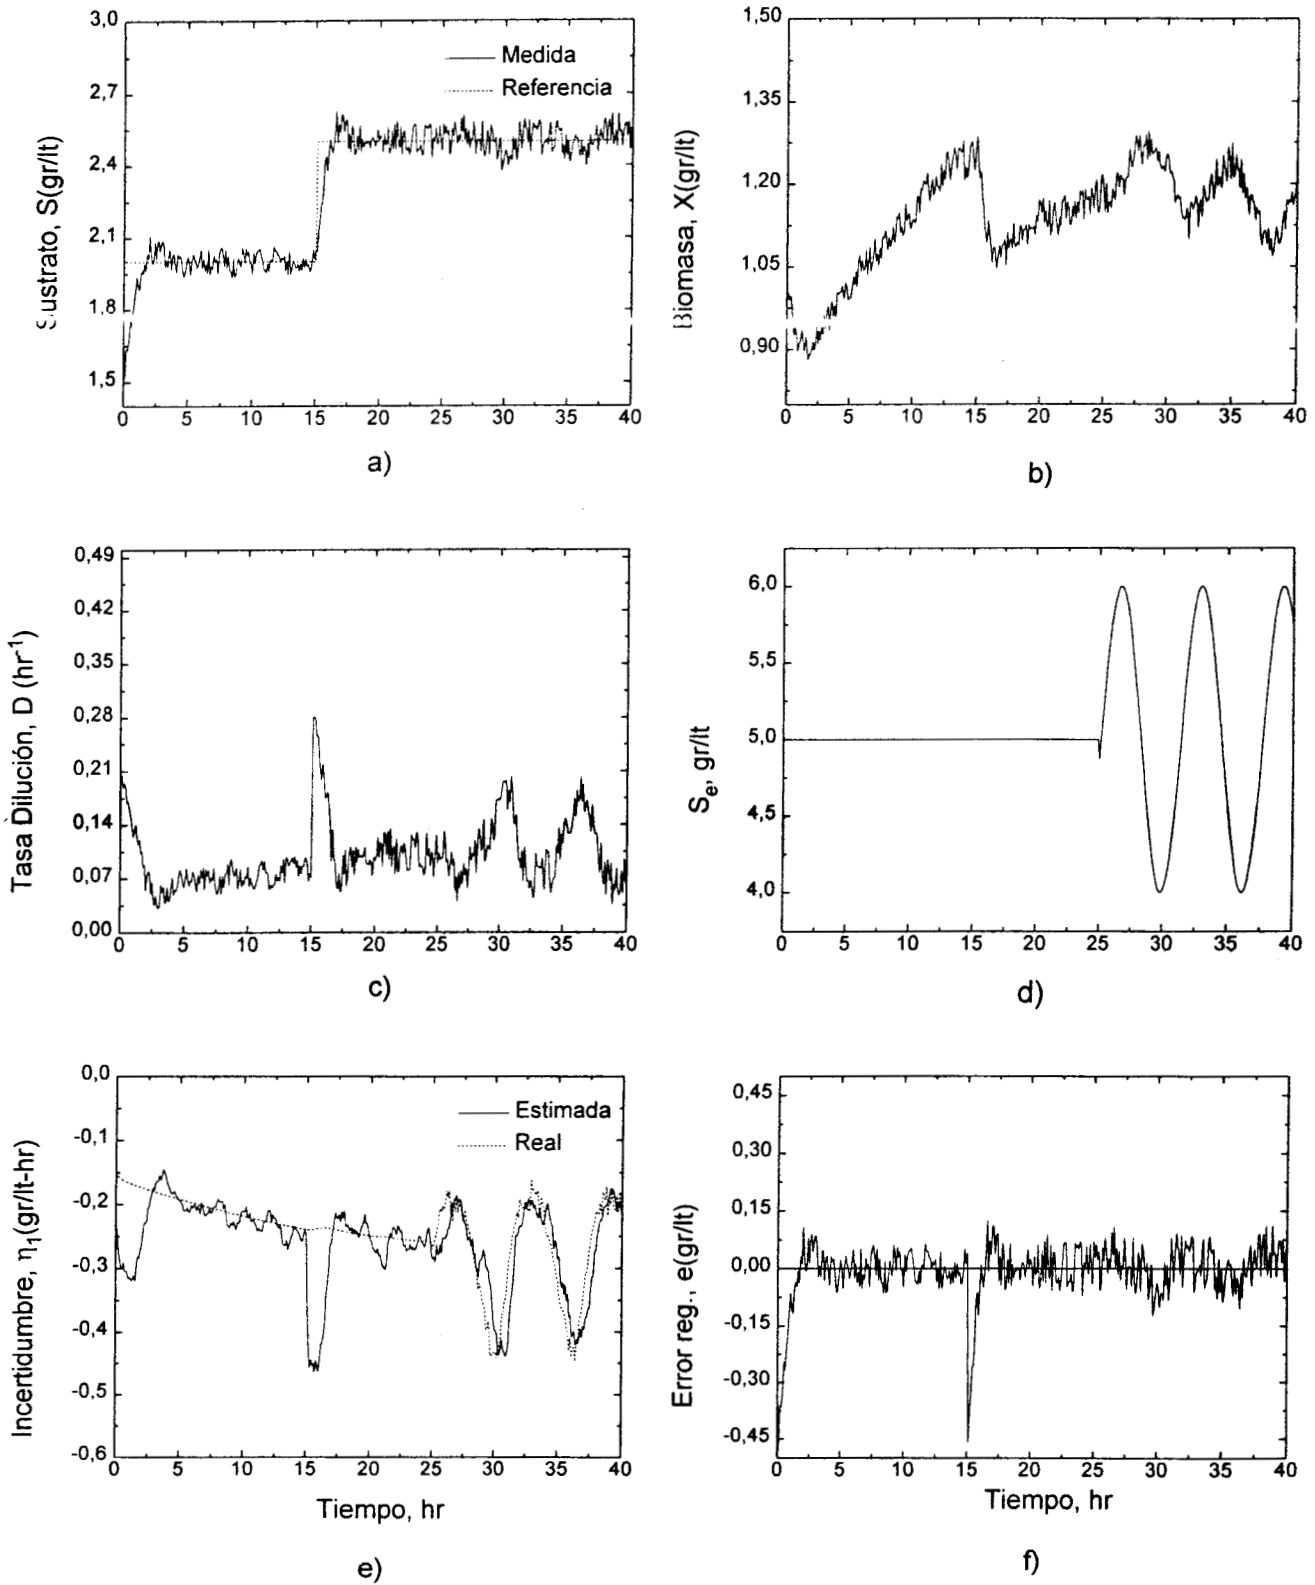 3,0
2,7
2,4
2,1
1,8
1,5
Sustrato, S(gr/lt)
Medida
Referencia
0 5 10 15 20 25 30 35 40
a)
1,50
1,35
1,20
1,05
0,90
Biomasa, X(gr/lt)
0 5 10 15 20 25 30 35 40
b)
0,49
0,42
0,35
0,28
0,21
0,14
0,07
0,00
Tasa Dilución, D (hr⁻¹)
0 5 10 15 20 25 30 35 40
c)
6,0
5,5
5,0
4,5
4,0
Sₑ, gr/lt
0 5 10 15 20 25 30 35 40
d)
0,0
-0,1
-0,2
-0,3
-0,4
-0,5
-0,6
Incertidumbre, η₁(gr/lt-hr)
Estimada
Real
0 5 10 15 20 25 30 35 40
Tiempo, hr
e)
0,45
0,30
0,15
0,00
-0,15
-0,30
-0,45
Error reg., e(gr/lt)
0 5 10 15 20 25 30 35 40
Tiempo, hr
f)